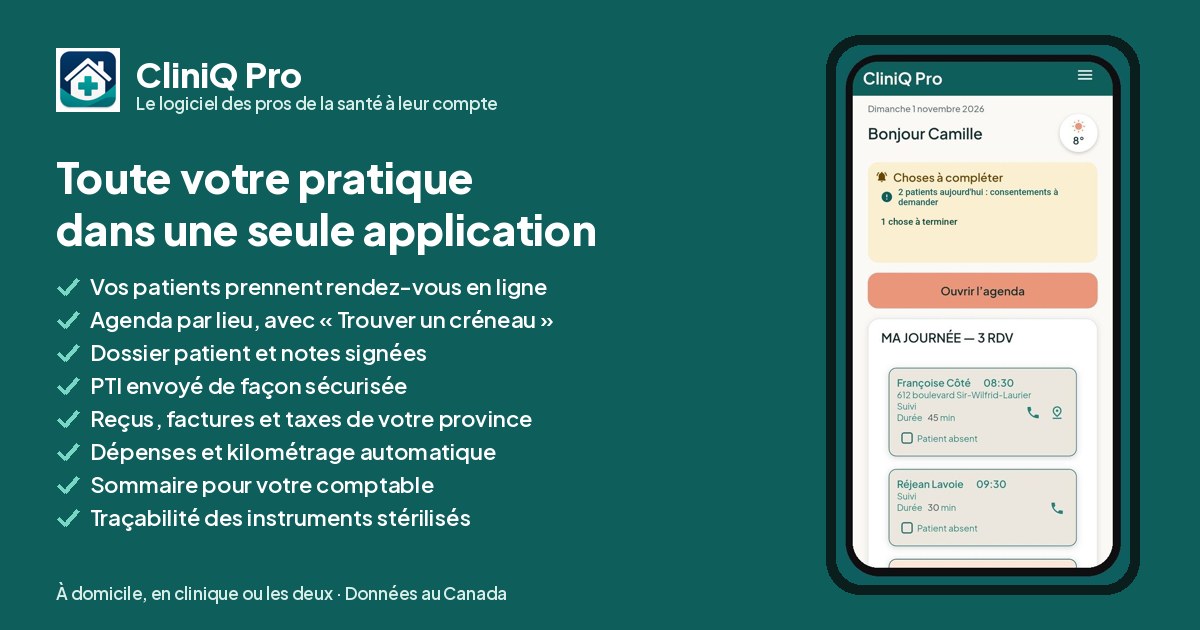 CliniQ Pro
Le logiciel des pros de la santé à leur compte
Toute votre pratique
dans une seule application
Vos patients prennent rendez-vous en ligne
Agenda par lieu, avec « Trouver un créneau »
Dossier patient et notes signées
PTI envoyé de façon sécurisée
Reçus, factures et taxes de votre province
Dépenses et kilométrage automatique
Sommaire pour votre comptable
Traçabilité des instruments stérilisés
À domicile, en clinique ou les deux · Données au Canada
CliniQ Pro
Dimanche 1 novembre 2026
Bonjour Camille
8°
Choses à compléter
2 patients aujourd'hui : consentements à
demander
1 chose à terminer
Ouvrir l'agenda
MA JOURNÉE — 3 RDV
Françoise Côté 08:30
612 boulevard Sir-Wilfrid-Laurier
Suivi
Durée 45 min
Patient absent
Réjean Lavoie 09:30
Suivi
Durée 30 min
Patient absent